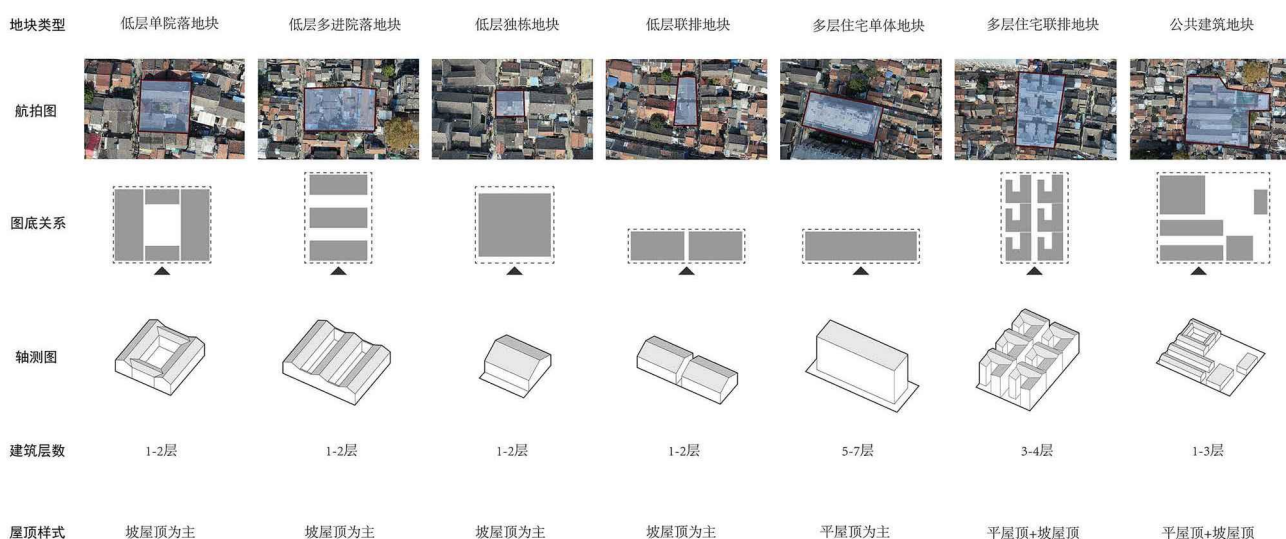 地块类型 低层单院落地块 低层多进院落地块 低层独栋地块 低层联排地块 多层住宅单体地块 多层住宅联排地块 公共建筑地块
航拍图
图底关系
轴测图
建筑层数 1-2层 1-2层 1-2层 1-2层 5-7层 3-4层 1-3层
屋顶样式 坡屋顶为主 坡屋顶为主 坡屋顶为主 坡屋顶为主 平屋顶为主 平屋顶+坡屋顶 平屋顶+坡屋顶